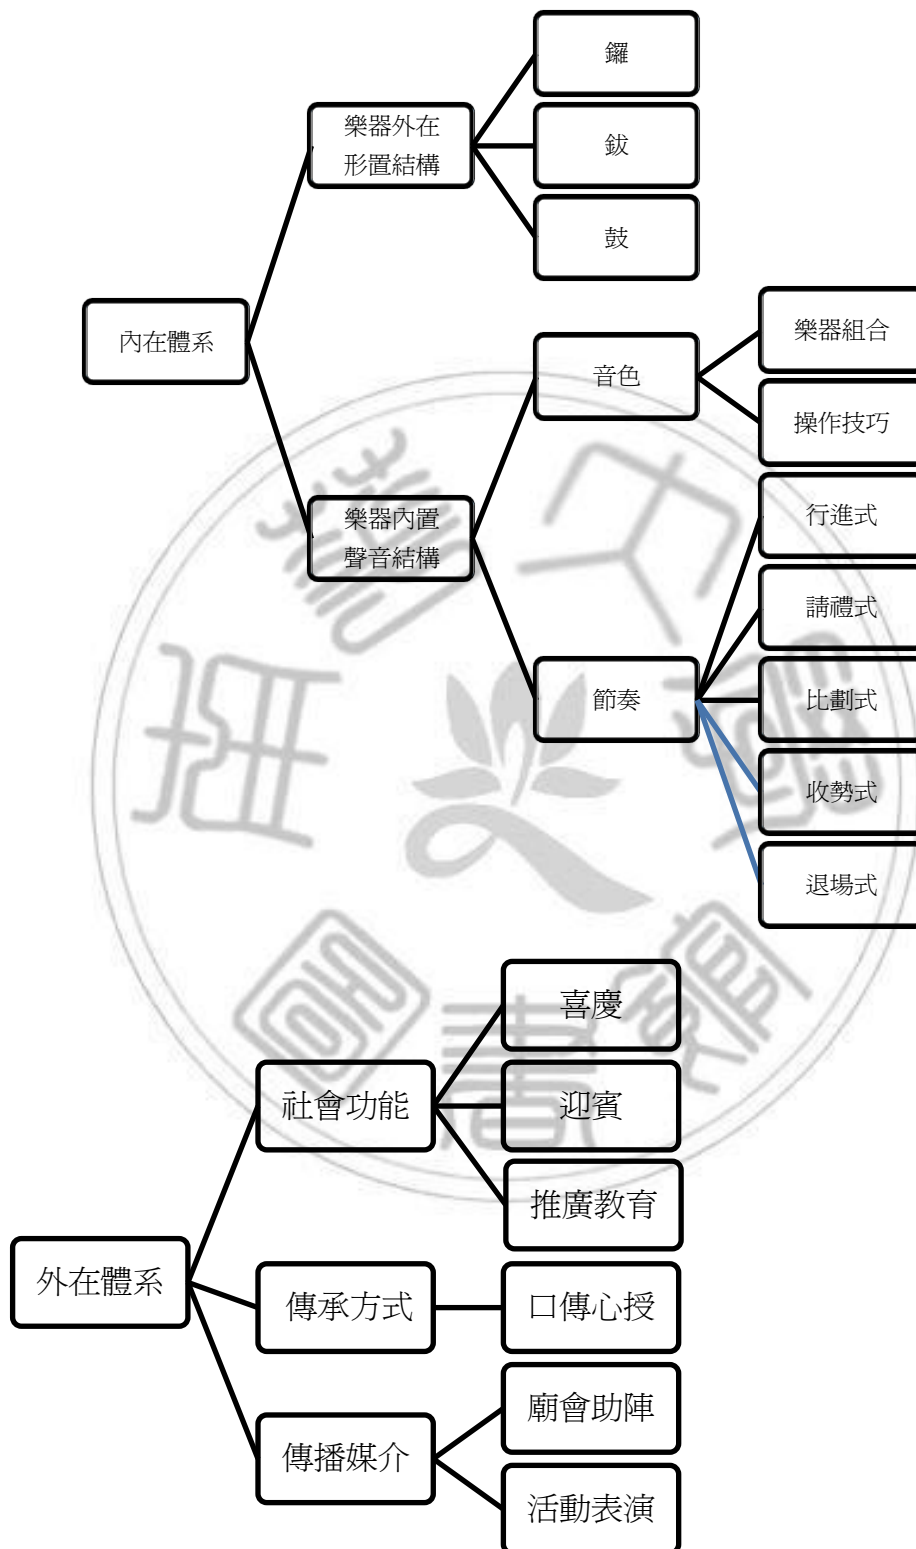 鑼
樂器外在
形置結構
鈸
鼓
內在體系
樂器組合
音色
操作技巧
樂器內置
聲音結構
行進式
請禮式
節奏
比劃式
收勢式
退場式
喜慶
社會功能
迎賓
推廣教育
外在體系
傳承方式
口傳心授
廟會助陣
傳播媒介
活動表演